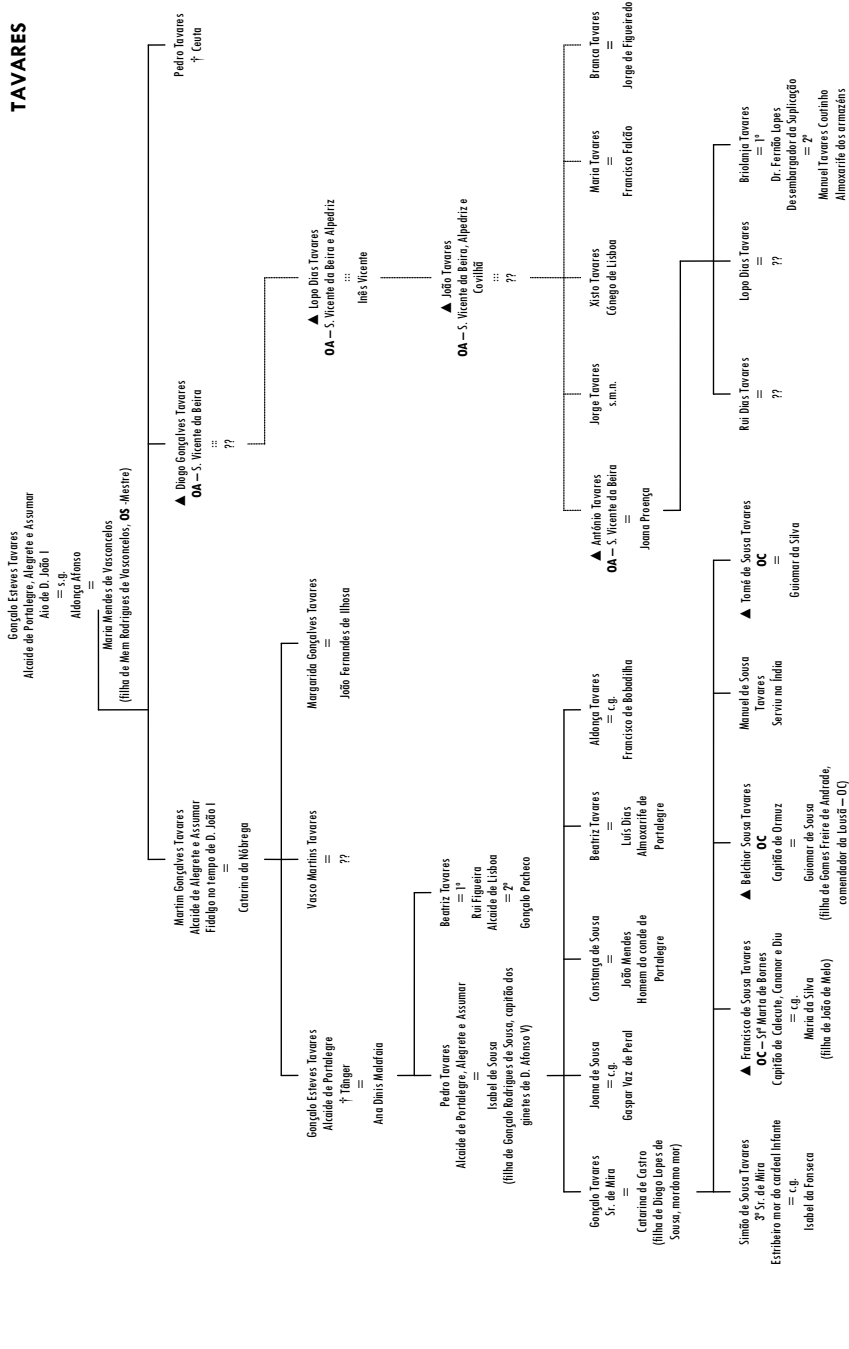 TAVARES
Gonçalo Esteves Tavares
Alcaide de Portalegre, Alegrete e Assumar
Aio de D. João I
= s.g.
Aldonça Afonso
=
Maria Mendes de Vasconcelos
(filha de Mem Rodrigues de Vasconcelos, OS -Mestre)
Martim Gonçalves Tavares
Alcaide de Alegrete e Assumar
Fidalgo no tempo de D. João I
=
Catarina da Nóbrega
▲ Diogo Gonçalves Tavares
OA – S. Vicente da Beira
:::
??
Pedro Tavares
† Ceuta
Gonçalo Esteves Tavares
Alcaide de Portalegre
† Tânger
=
Ana Dinis Malafaia
Vasco Martins Tavares
=
??
Margarida Gonçalves Tavares
=
João Fernandes de Ilhosa
▲ Lopo Dias Tavares
OA – S. Vicente da Beira e Alpedriz
:::
Inês Vicente
Pedro Tavares
Alcaide de Portalegre, Alegrete e Assumar
=
Isabel de Sousa
(filha de Gonçalo Rodrigues de Sousa, capitão dos
ginetes de D. Afonso V)
Beatriz Tavares
= 1º
Rui Figueira
Alcaide de Lisboa
= 2º
Gonçalo Pacheco
▲ João Tavares
OA – S. Vicente da Beira, Alpedriz e
Covilhã
:::
??
Gonçalo Tavares
Sr. de Mira
=
Catarina de Castro
(filha de Diogo Lopes de
Sousa, mordomo mor)
Joana de Sousa
= c.g.
Gaspar Vaz de Peral
Constança de Sousa
=
João Mendes
Homem do conde de
Portalegre
Beatriz Tavares
=
Luís Dias
Almoxarife de
Portalegre
Aldonça Tavares
= c.g.
Francisco de Bobadilha
▲ António Tavares
OA – S. Vicente da Beira
=
Joana Proença
Jorge Tavares
s.m.n.
Xisto Tavares
Cónego de Lisboa
Maria Tavares
=
Francisco Falcão
Branca Tavares
=
Jorge de Figueiredo
Simão de Sousa Tavares
3º Sr. de Mira
Estribeiro mor do cardeal Infante
= c.g.
Isabel da Fonseca
▲ Francisco de Sousa Tavares
OC – Stª Marta de Bornes
Capitão de Calecute, Cananor e Diu
= c.g.
Maria da Silva
(filha de João de Melo)
▲ Belchior Sousa Tavares
OC
Capitão de Ormuz
=
Guiomar de Sousa
(filha de Gomes Freire de Andrade,
comendador da Lousã – OC)
Manuel de Sousa
Tavares
Serviu na Índia
▲ Tomé de Sousa Tavares
OC
=
Guiomar da Silva
Rui Dias Tavares
=
??
Lopo Dias Tavares
=
??
Briolanja Tavares
= 1º
Dr. Fernão Lopes
Desembargador da Suplicação
= 2º
Manuel Tavares Coutinho
Almoxarife dos armazéns